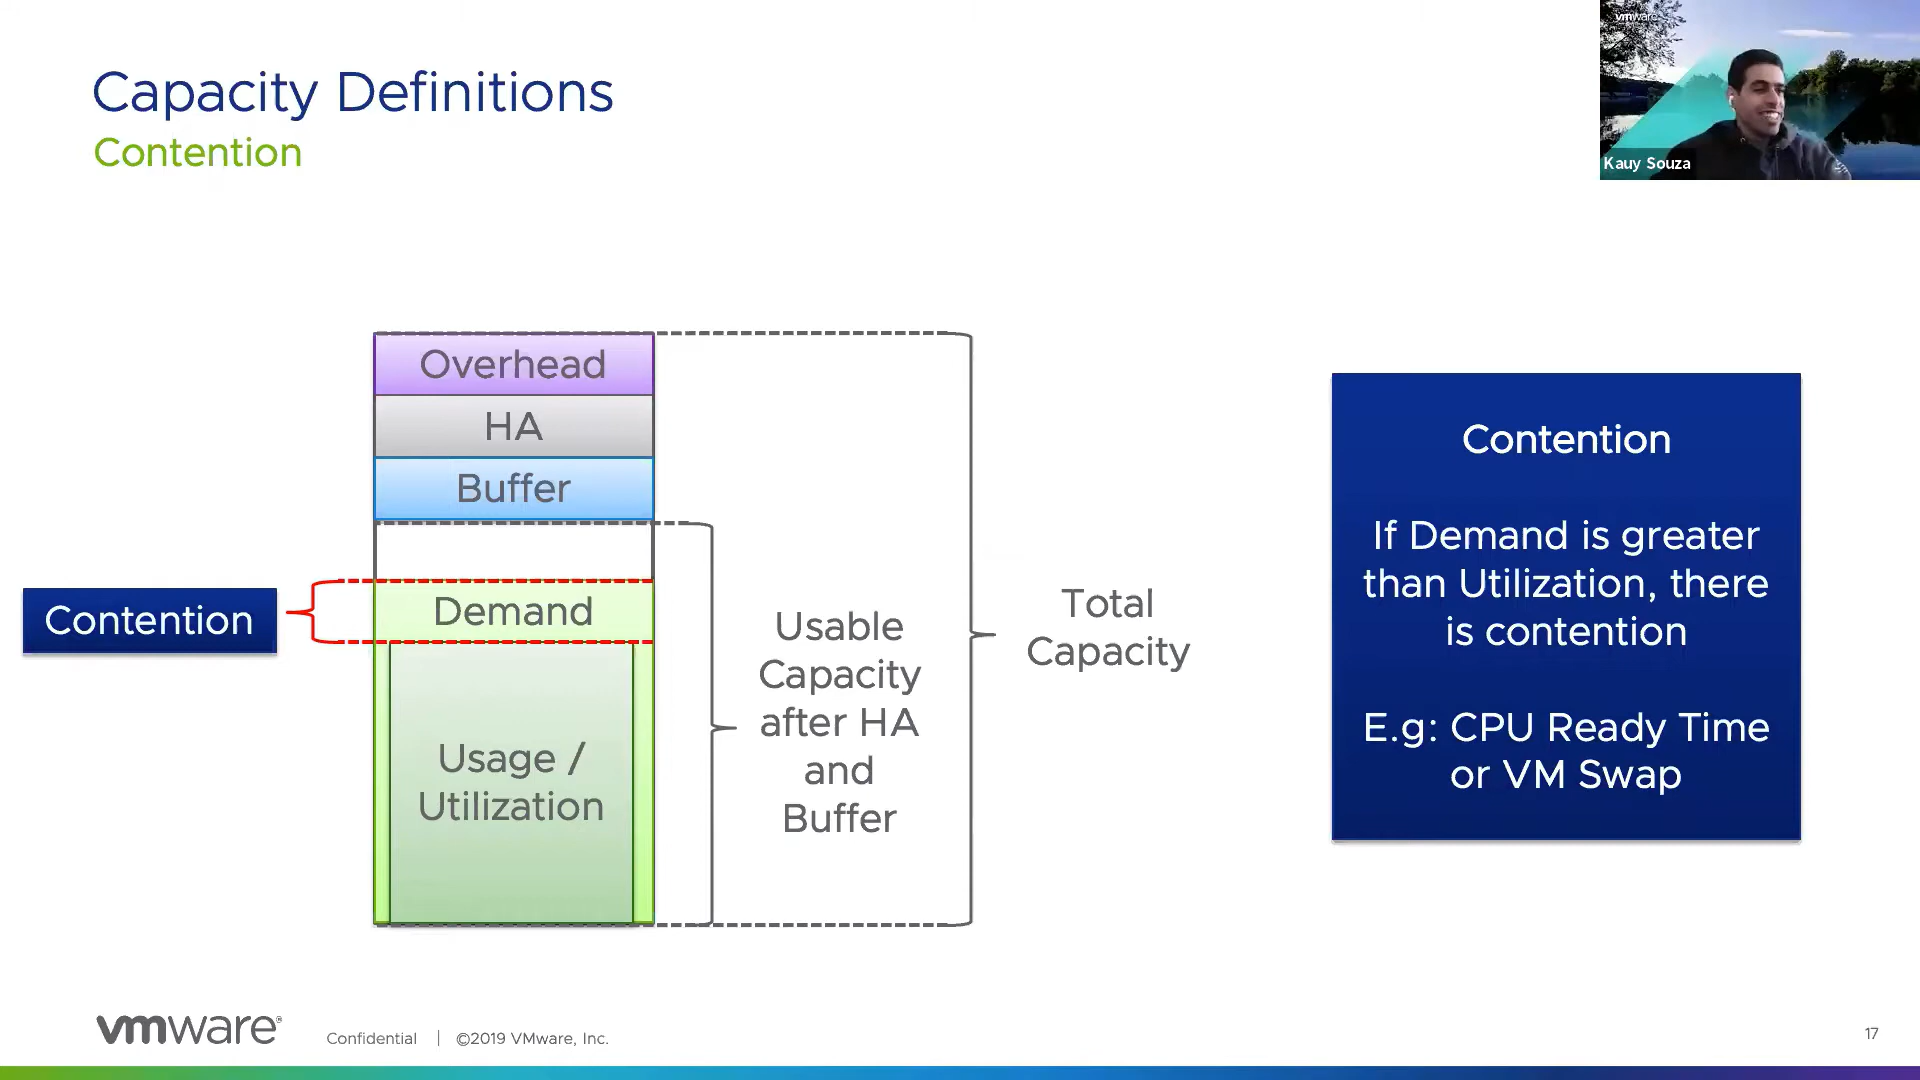 Capacity Definitions
Contention
vmware
Kauy Souza
Overhead
HA
Buffer
Contention
Demand
Usage /
Utilization
Usable
Capacity
after HA
and
Buffer
Total
Capacity
Contention
If Demand is greater
than Utilization, there
is contention
E.g: CPU Ready Time
or VM Swap
vmware®
Confidential | ©2019 VMware, Inc.
17